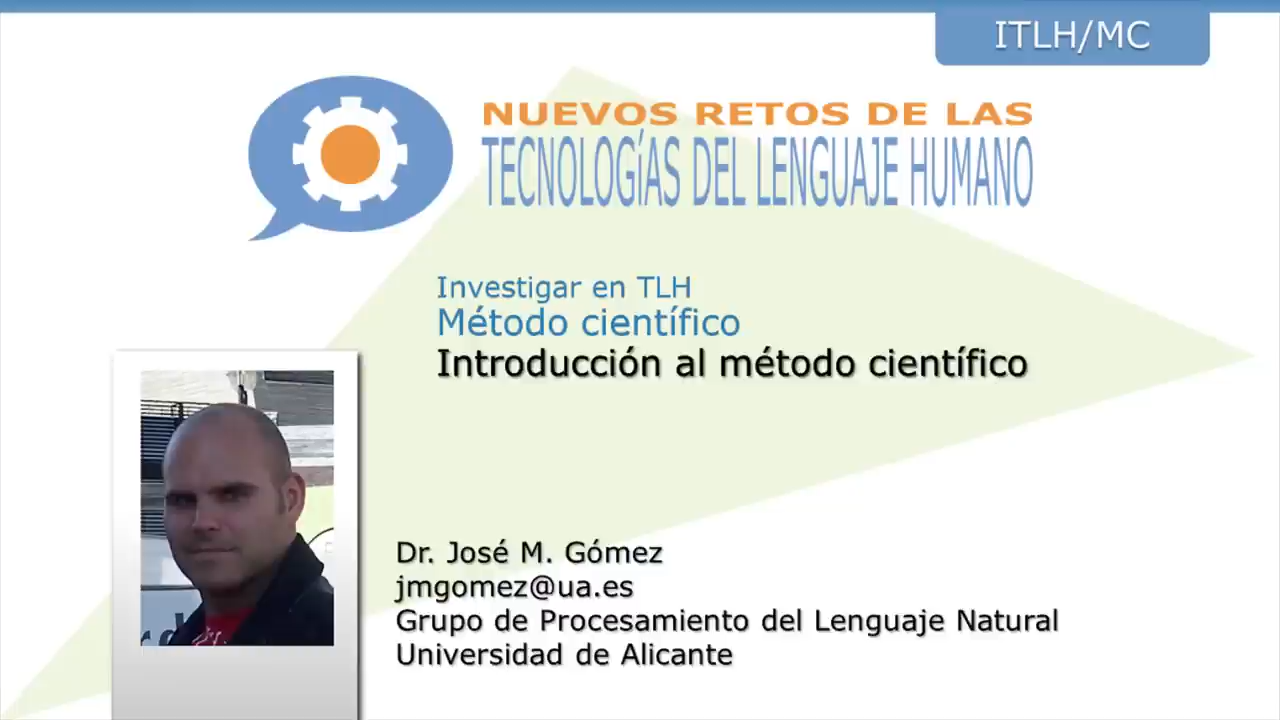 ITLH/MC
NUEVOS RETOS DE LAS
TECNOLOGíAS DEL LENGUAJE HUMANO
Investigar en TLH
Método científico
Introducción al método científico
Dr. José M. Gómez
jmgomez@ua.es
Grupo de Procesamiento del Lenguaje Natural
Universidad de Alicante